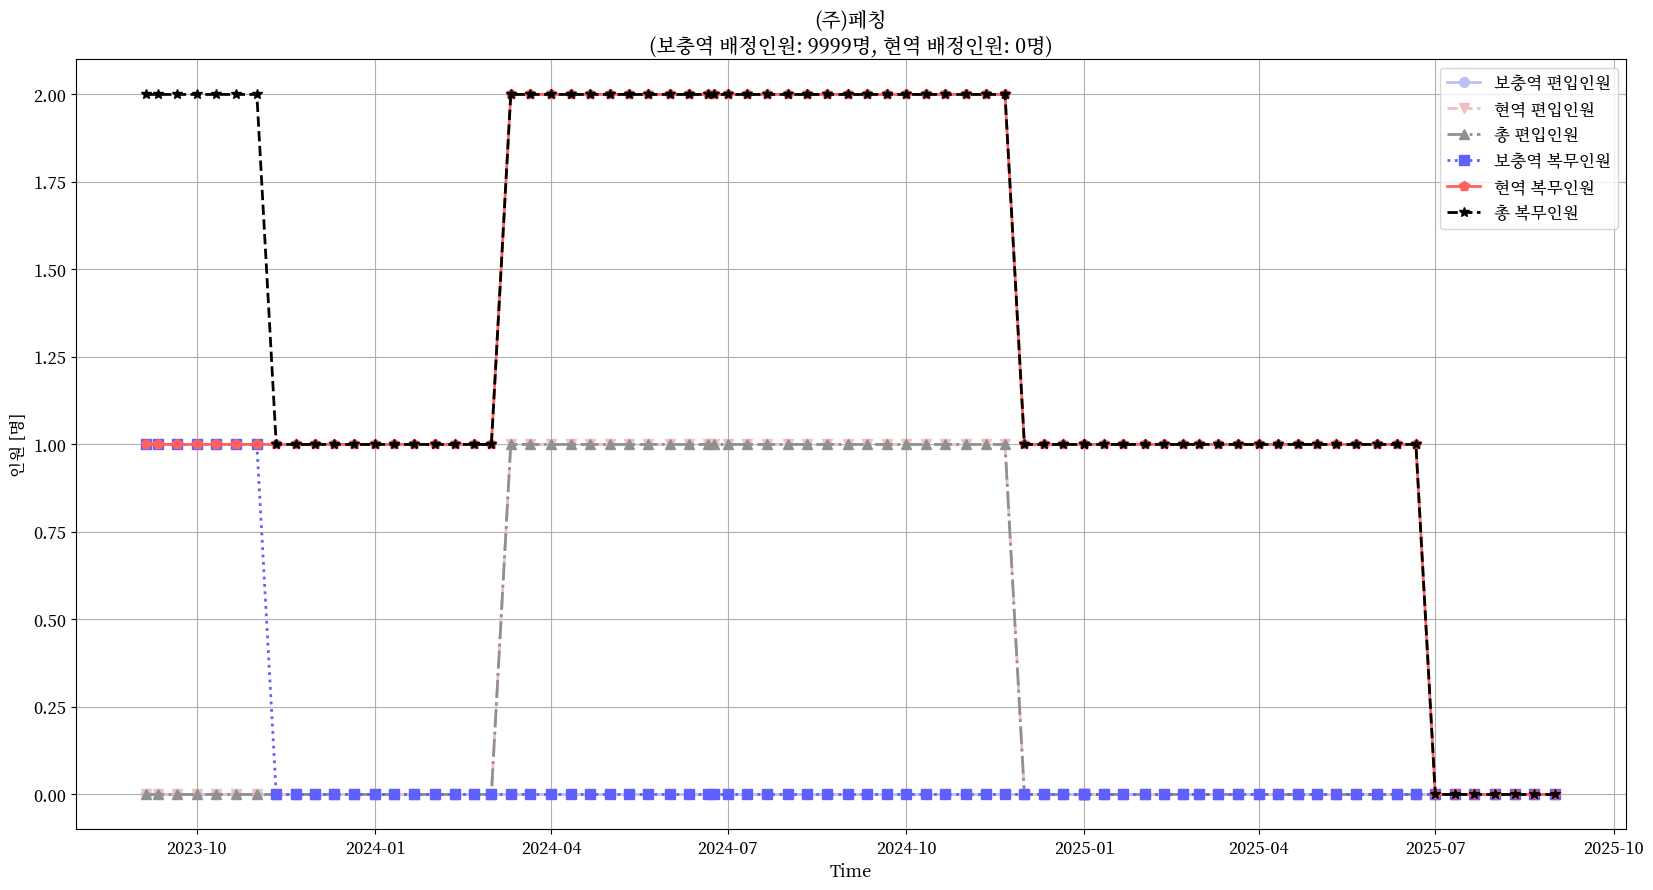 (주)페칭
(보충역 배정인원: 9999명, 현역 배정인원: 0명)
보충역 편입인원
현역 편입인원
총 편입인원
보충역 복무인원
현역 복무인원
총 복무인원
인원 [명]
2.00
1.75
1.50
1.25
1.00
0.75
0.50
0.25
0.00
2023-10
2024-01
2024-04
2024-07
2024-10
2025-01
2025-04
2025-07
2025-10
Time